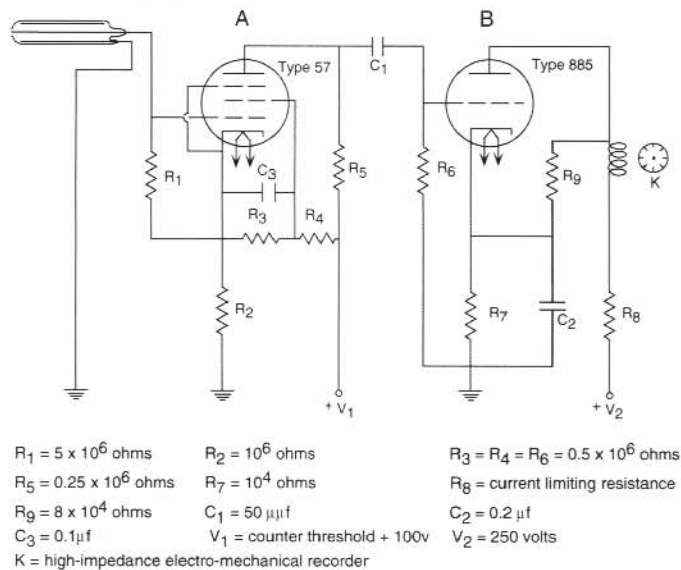 A
B
Type 57
C1
Type 885
R1
C3
R3
R4
R5
R6
R9
K
R2
R7
C2
R8
+ V1
+ V2
R1 = 5 x 10^6 ohms
R2 = 10^6 ohms
R3 = R4 = R6 = 0.5 x 10^6 ohms
R5 = 0.25 x 10^6 ohms
R7 = 10^4 ohms
R8 = current limiting resistance
R9 = 8 x 10^4 ohms
C1 = 50 μμf
C2 = 0.2 μf
C3 = 0.1μf
V1 = counter threshold + 100v
V2 = 250 volts
K = high-impedance electro-mechanical recorder